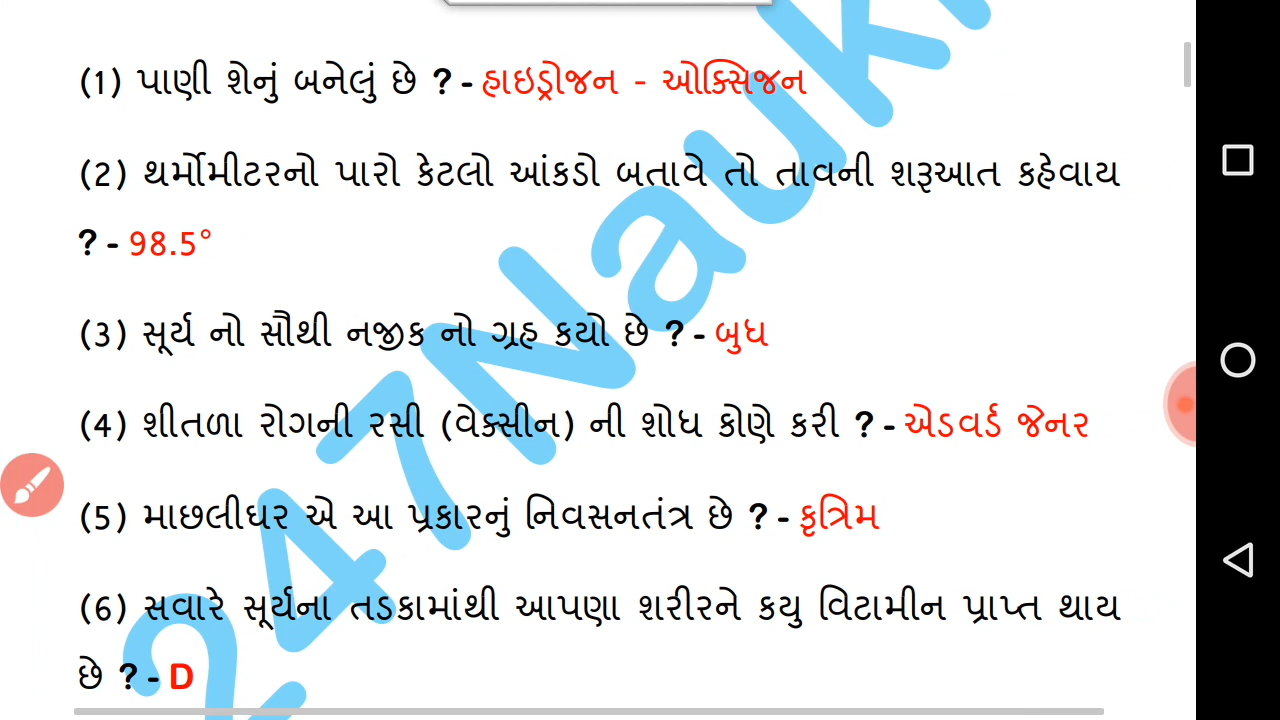 (1) પાણી શેનું બનેલું છે ? - હાઇડ્રોજન - ઓક્સિજન
(2) થર્મોમીટરનો પારો કેટલો આંકડો બતાવે તો તાવની શરૂઆત કહેવાય
? - 98.5°
(3) સૂર્ય નો સૌથી નજીક નો ગ્રહ કયો છે ? - બુધ
(4) શીતળા રોગની રસી (વેક્સીન) ની શોધ કોણે કરી ? - એડવર્ડ જેનર
(5) માછલીઘર એ આ પ્રકારનું નિવસનતંત્ર છે ? - કૃત્રિમ
(6) સવારે સૂર્યના તડકામાંથી આપણા શરીરને કયુ વિટામીન પ્રાપ્ત થાય
છે ? - D
247Nauk